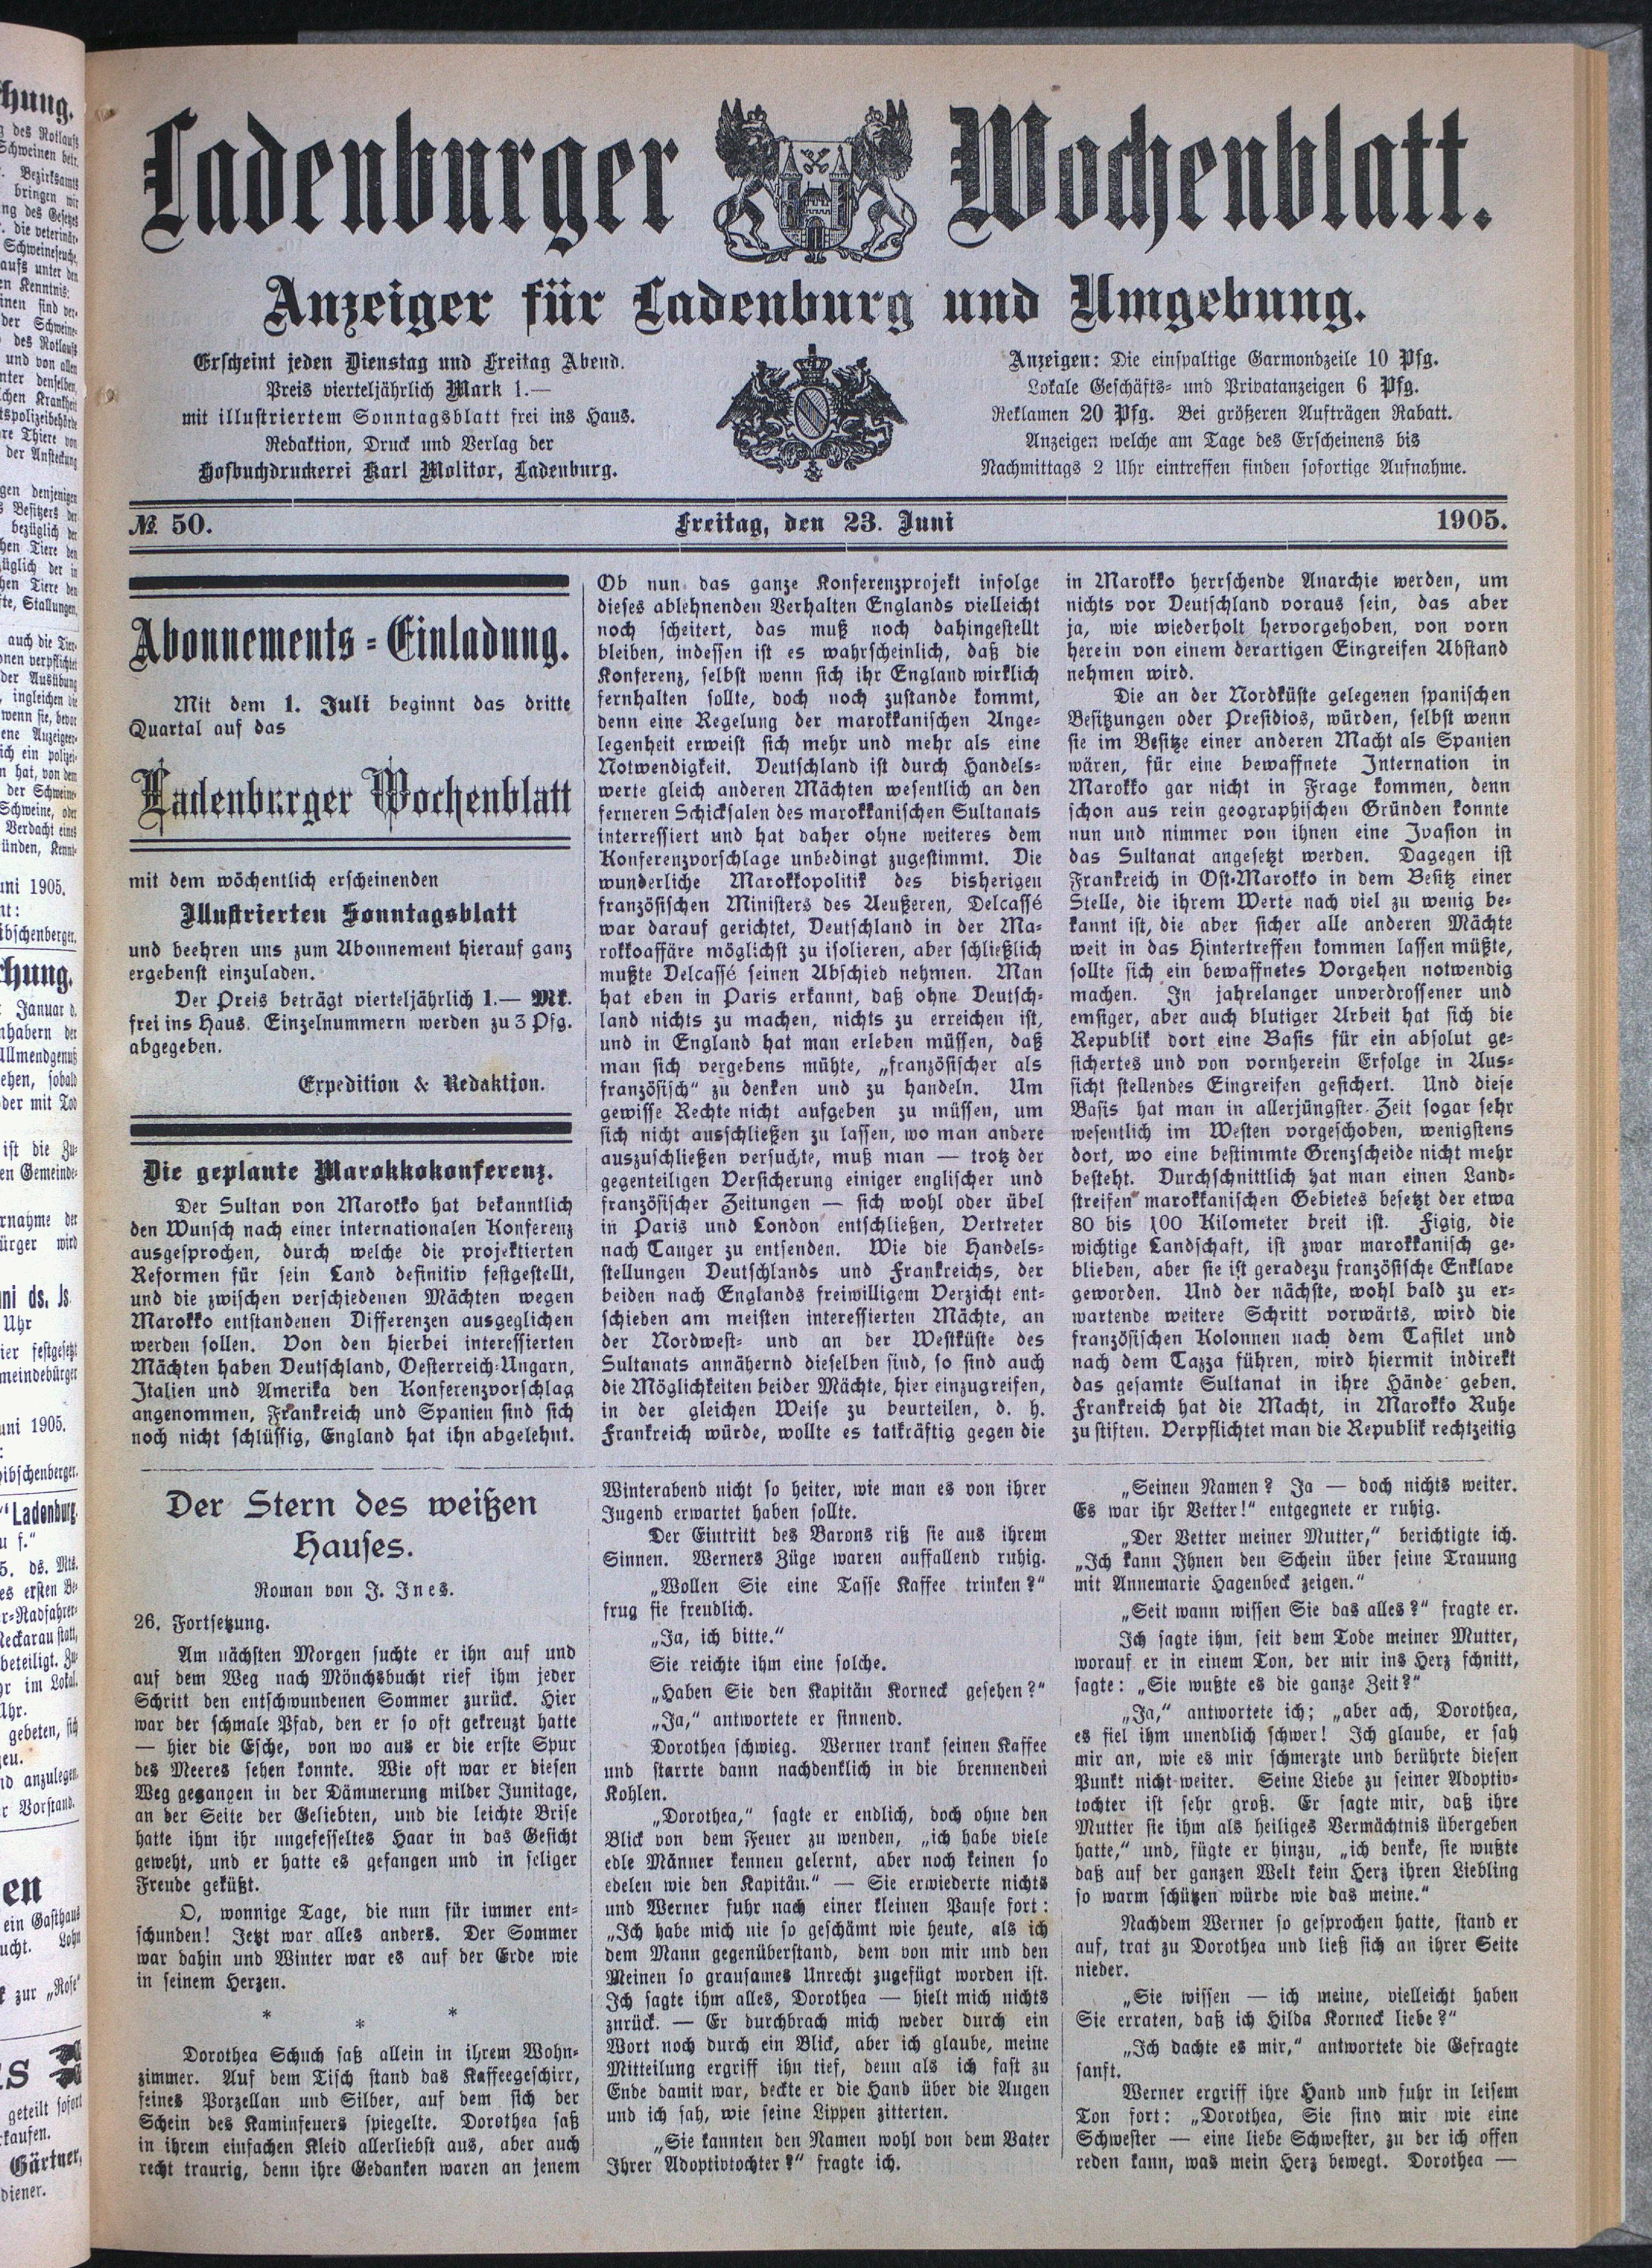 Ladenburger Wochenblatt.
Anzeiger für Ladenburg und Umgebung.
Erscheint jeden Dienstag und Freitag Abend.
Preis vierteljährlich Mark 1.—
mit illustriertem Sonntagsblatt frei ins Haus.
Redaktion, Druck und Verlag der
Hofbuchdruckerei Karl Molitor, Ladenburg.
Anzeigen: Die einspaltige Garmondzeile 10 Pfg.
Lokale Geschäfts- und Privatanzeigen 6 Pfg.
Reklamen 20 Pfg. Bei größeren Aufträgen Rabatt.
Anzeigen welche am Tage des Erscheinens bis
Nachmittags 2 Uhr eintreffen finden sofortige Aufnahme.
№ 50. Freitag, den 23. Juni 1905.
Abonnements-Einladung.
Mit dem 1. Juli beginnt das dritte
Quartal auf das
Ladenburger Wochenblatt
mit dem wöchentlich erscheinenden
Illustrierten Sonntagsblatt
und beehren uns zum Abonnement hierauf ganz
ergebenst einzuladen.
Der Preis beträgt vierteljährlich 1.— Mk.
frei ins Haus. Einzelnummern werden zu 3 Pfg.
abgegeben.
Expedition & Redaktion.
Die geplante Marokkokonferenz.
Der Sultan von Marokko hat bekanntlich
den Wunsch nach einer internationalen Konferenz
ausgesprochen, durch welche die projektierten
Reformen für sein Land definitiv festgestellt,
und die zwischen verschiedenen Mächten wegen
Marokko entstandenen Differenzen ausgeglichen
werden sollen. Von den hierbei interessierten
Mächten haben Deutschland, Oesterreich-Ungarn,
Italien und Amerika den Konferenzvorschlag
angenommen, Frankreich und Spanien sind sich
noch nicht schlüssig, England hat ihn abgelehnt.
Ob nun das ganze Konferenzprojekt infolge
dieses ablehnenden Verhalten Englands vielleicht
noch scheitert, das muß noch dahingestellt
bleiben, indessen ist es wahrscheinlich, daß die
Konferenz, selbst wenn sich ihr England wirklich
fernhalten sollte, doch noch zustande kommt,
denn eine Regelung der marokkanischen Ange-
legenheit erweist sich mehr und mehr als eine
Notwendigkeit. Deutschland ist durch Handels-
werte gleich anderen Mächten wesentlich an den
ferneren Schicksalen des marokkanischen Sultanats
interressiert und hat daher ohne weiteres dem
Konferenzvorschlage unbedingt zugestimmt. Die
wunderliche Marokkopolitik des bisherigen
französischen Ministers des Aeußeren, Delcassé
war darauf gerichtet, Deutschland in der Ma-
rokkoaffäre möglichst zu isolieren, aber schließlich
mußte Delcassé seinen Abschied nehmen. Man
hat eben in Paris erkannt, daß ohne Deutsch-
land nichts zu machen, nichts zu erreichen ist,
und in England hat man erleben müssen, daß
man sich vergebens mühte, „französischer als
französisch“ zu denken und zu handeln. Um
gewisse Rechte nicht aufgeben zu müssen, um
sich nicht ausschließen zu lassen, wo man andere
auszuschließen versuchte, muß man — trotz der
gegenteiligen Versicherung einiger englischer und
französischer Zeitungen — sich wohl oder übel
in Paris und London entschließen, Vertreter
nach Tanger zu entsenden. Wie die Handels-
stellungen Deutschlands und Frankreichs, der
beiden nach Englands freiwilligem Verzicht ent-
schieden am meisten interessierten Mächte, an
der Nordwest- und an der Westküste des
Sultanats annähernd dieselben sind, so sind auch
die Möglichkeiten beider Mächte, hier einzugreifen,
in der gleichen Weise zu beurteilen, d. h.
Frankreich würde, wollte es tatkräftig gegen die
in Marokko herrschende Anarchie werden, um
nichts vor Deutschland voraus sein, das aber
ja, wie wiederholt hervorgehoben, von vorn
herein von einem derartigen Eingreifen Abstand
nehmen wird.
Die an der Nordküste gelegenen spanischen
Besitzungen oder Presidios, würden, selbst wenn
sie im Besitze einer anderen Macht als Spanien
wären, für eine bewaffnete Internation in
Marokko gar nicht in Frage kommen, denn
schon aus rein geographischen Gründen konnte
nun und nimmer von ihnen eine Ivasion in
das Sultanat angesetzt werden. Dagegen ist
Frankreich in Ost-Marokko in dem Besitz einer
Stelle, die ihrem Werte nach viel zu wenig be-
kannt ist, die aber sicher alle anderen Mächte
weit in das Hintertreffen kommen lassen müßte,
sollte sich ein bewaffnetes Vorgehen notwendig
machen. In jahrelanger unverdrossener und
emsiger, aber auch blutiger Arbeit hat sich die
Republik dort eine Basis für ein absolut ge-
sichertes und von vornherein Erfolge in Aus-
sicht stellendes Eingreifen gesichert. Und diese
Basis hat man in allerjüngster Zeit sogar sehr
wesentlich im Westen vorgeschoben, wenigstens
dort, wo eine bestimmte Grenzscheide nicht mehr
besteht. Durchschnittlich hat man einen Land-
streifen marokkanischen Gebietes besetzt der etwa
80 bis 100 Kilometer breit ist. Figig, die
wichtige Landschaft, ist zwar marokkanisch ge-
blieben, aber sie ist geradezu französische Enklave
geworden. Und der nächste, wohl bald zu er-
wartende weitere Schritt vorwärts, wird die
französischen Kolonnen nach dem Tafilet und
nach dem Tazza führen, wird hiermit indirekt
das gesamte Sultanat in ihre Hände geben.
Frankreich hat die Macht, in Marokko Ruhe
zu stiften. Verpflichtet man die Republik rechtzeitig
Der Stern des weißen
Hauses.
Roman von J. Ines.
26. Fortsetzung.
Am nächsten Morgen suchte er ihn auf und
auf dem Weg nach Mönchsbucht rief ihm jeder
Schritt den entschwundenen Sommer zurück. Hier
war der schmale Pfad, den er so oft gekreuzt hatte
— hier die Esche, von wo aus er die erste Spur
des Meeres sehen konnte. Wie oft war er diesen
Weg gegangen in der Dämmerung milder Junitage,
an der Seite der Geliebten, und die leichte Brise
hatte ihm ihr ungefesseltes Haar in das Gesicht
geweht, und er hatte es gefangen und in seliger
Freude geküßt.
O, wonnige Tage, die nun für immer ent-
schunden! Jetzt war alles anders. Der Sommer
war dahin und Winter war es auf der Erde wie
in seinem Herzen.
* * *
Dorothea Schuch saß allein in ihrem Wohn-
zimmer. Auf dem Tisch stand das Kaffeegeschirr,
feines Porzellan und Silber, auf dem sich der
Schein des Kaminfeuers spiegelte. Dorothea saß
in ihrem einfachen Kleid allerliebst aus, aber auch
recht traurig, denn ihre Gedanken waren an jenem
Winterabend nicht so heiter, wie man es von ihrer
Jugend erwartet haben sollte.
Der Eintritt des Barons riß sie aus ihrem
Sinnen. Werners Züge waren auffallend ruhig.
„Wollen Sie eine Tasse Kaffee trinken?“
frug sie freudlich.
„Ja, ich bitte.“
Sie reichte ihm eine solche.
„Haben Sie den Kapitän Korneck gesehen?“
„Ja,“ antwortete er sinnend.
Dorothea schwieg. Werner trank seinen Kaffee
und starrte dann nachdenklich in die brennenden
Kohlen.
„Dorothea,“ sagte er endlich, doch ohne den
Blick von dem Feuer zu wenden, „ich habe viele
edle Männer kennen gelernt, aber noch keinen so
edelen wie den Kapitän.“ — Sie erwiederte nichts
und Werner fuhr nach einer kleinen Pause fort:
„Ich habe mich nie so geschämt wie heute, als ich
dem Mann gegenüberstand, dem von mir und den
Meinen so grausames Unrecht zugefügt worden ist.
Ich sagte ihm alles, Dorothea — hielt mich nichts
zurück. — Er durchbrach mich weder durch ein
Wort noch durch ein Blick, aber ich glaube, meine
Mitteilung ergriff ihn tief, denn als ich fast zu
Ende damit war, deckte er die Hand über die Augen
und ich sah, wie seine Lippen zitterten.
„Sie kannten den Namen wohl von dem Vater
Ihrer Adoptivtochter?“ fragte ich.
„Seinen Namen? Ja — doch nichts weiter.
Es war ihr Vetter!“ entgegnete er ruhig.
„Der Vetter meiner Mutter,“ berichtigte ich.
„Ich kann Ihnen den Schein über seine Trauung
mit Annemarie Hagenbeck zeigen.“
„Seit wann wissen Sie das alles?“ fragte er.
Ich sagte ihm, seit dem Tode meiner Mutter,
worauf er in einem Ton, der mir ins Herz schnitt,
sagte: „Sie wußte es die ganze Zeit?“
„Ja,“ antwortete ich; „aber ach, Dorothea,
es fiel ihm unendlich schwer! Ich glaube, er sah
mir an, wie es mir schmerzte und berührte diesen
Punkt nicht weiter. Seine Liebe zu seiner Adoptiv-
tochter ist sehr groß. Er sagte mir, daß ihre
Mutter sie ihm als heiliges Vermächtnis übergeben
hatte,“ und, fügte er hinzu, „ich denke, sie wußte
daß auf der ganzen Welt kein Herz ihren Liebling
so warm schützen würde wie das meine.“
Nachdem Werner so gesprochen hatte, stand er
auf, trat zu Dorothea und ließ sich an ihrer Seite
nieder.
„Sie wissen — ich meine, vielleicht haben
Sie erraten, daß ich Hilda Korneck liebe?“
„Ich dachte es mir,“ antwortete die Gefragte
sanft.
Werner ergriff ihre Hand und fuhr in leisem
Ton fort: „Dorothea, Sie sind mir wie eine
Schwester — eine liebe Schwester, zu der ich offen
reden kann, was mein Herz bewegt. Dorothea —